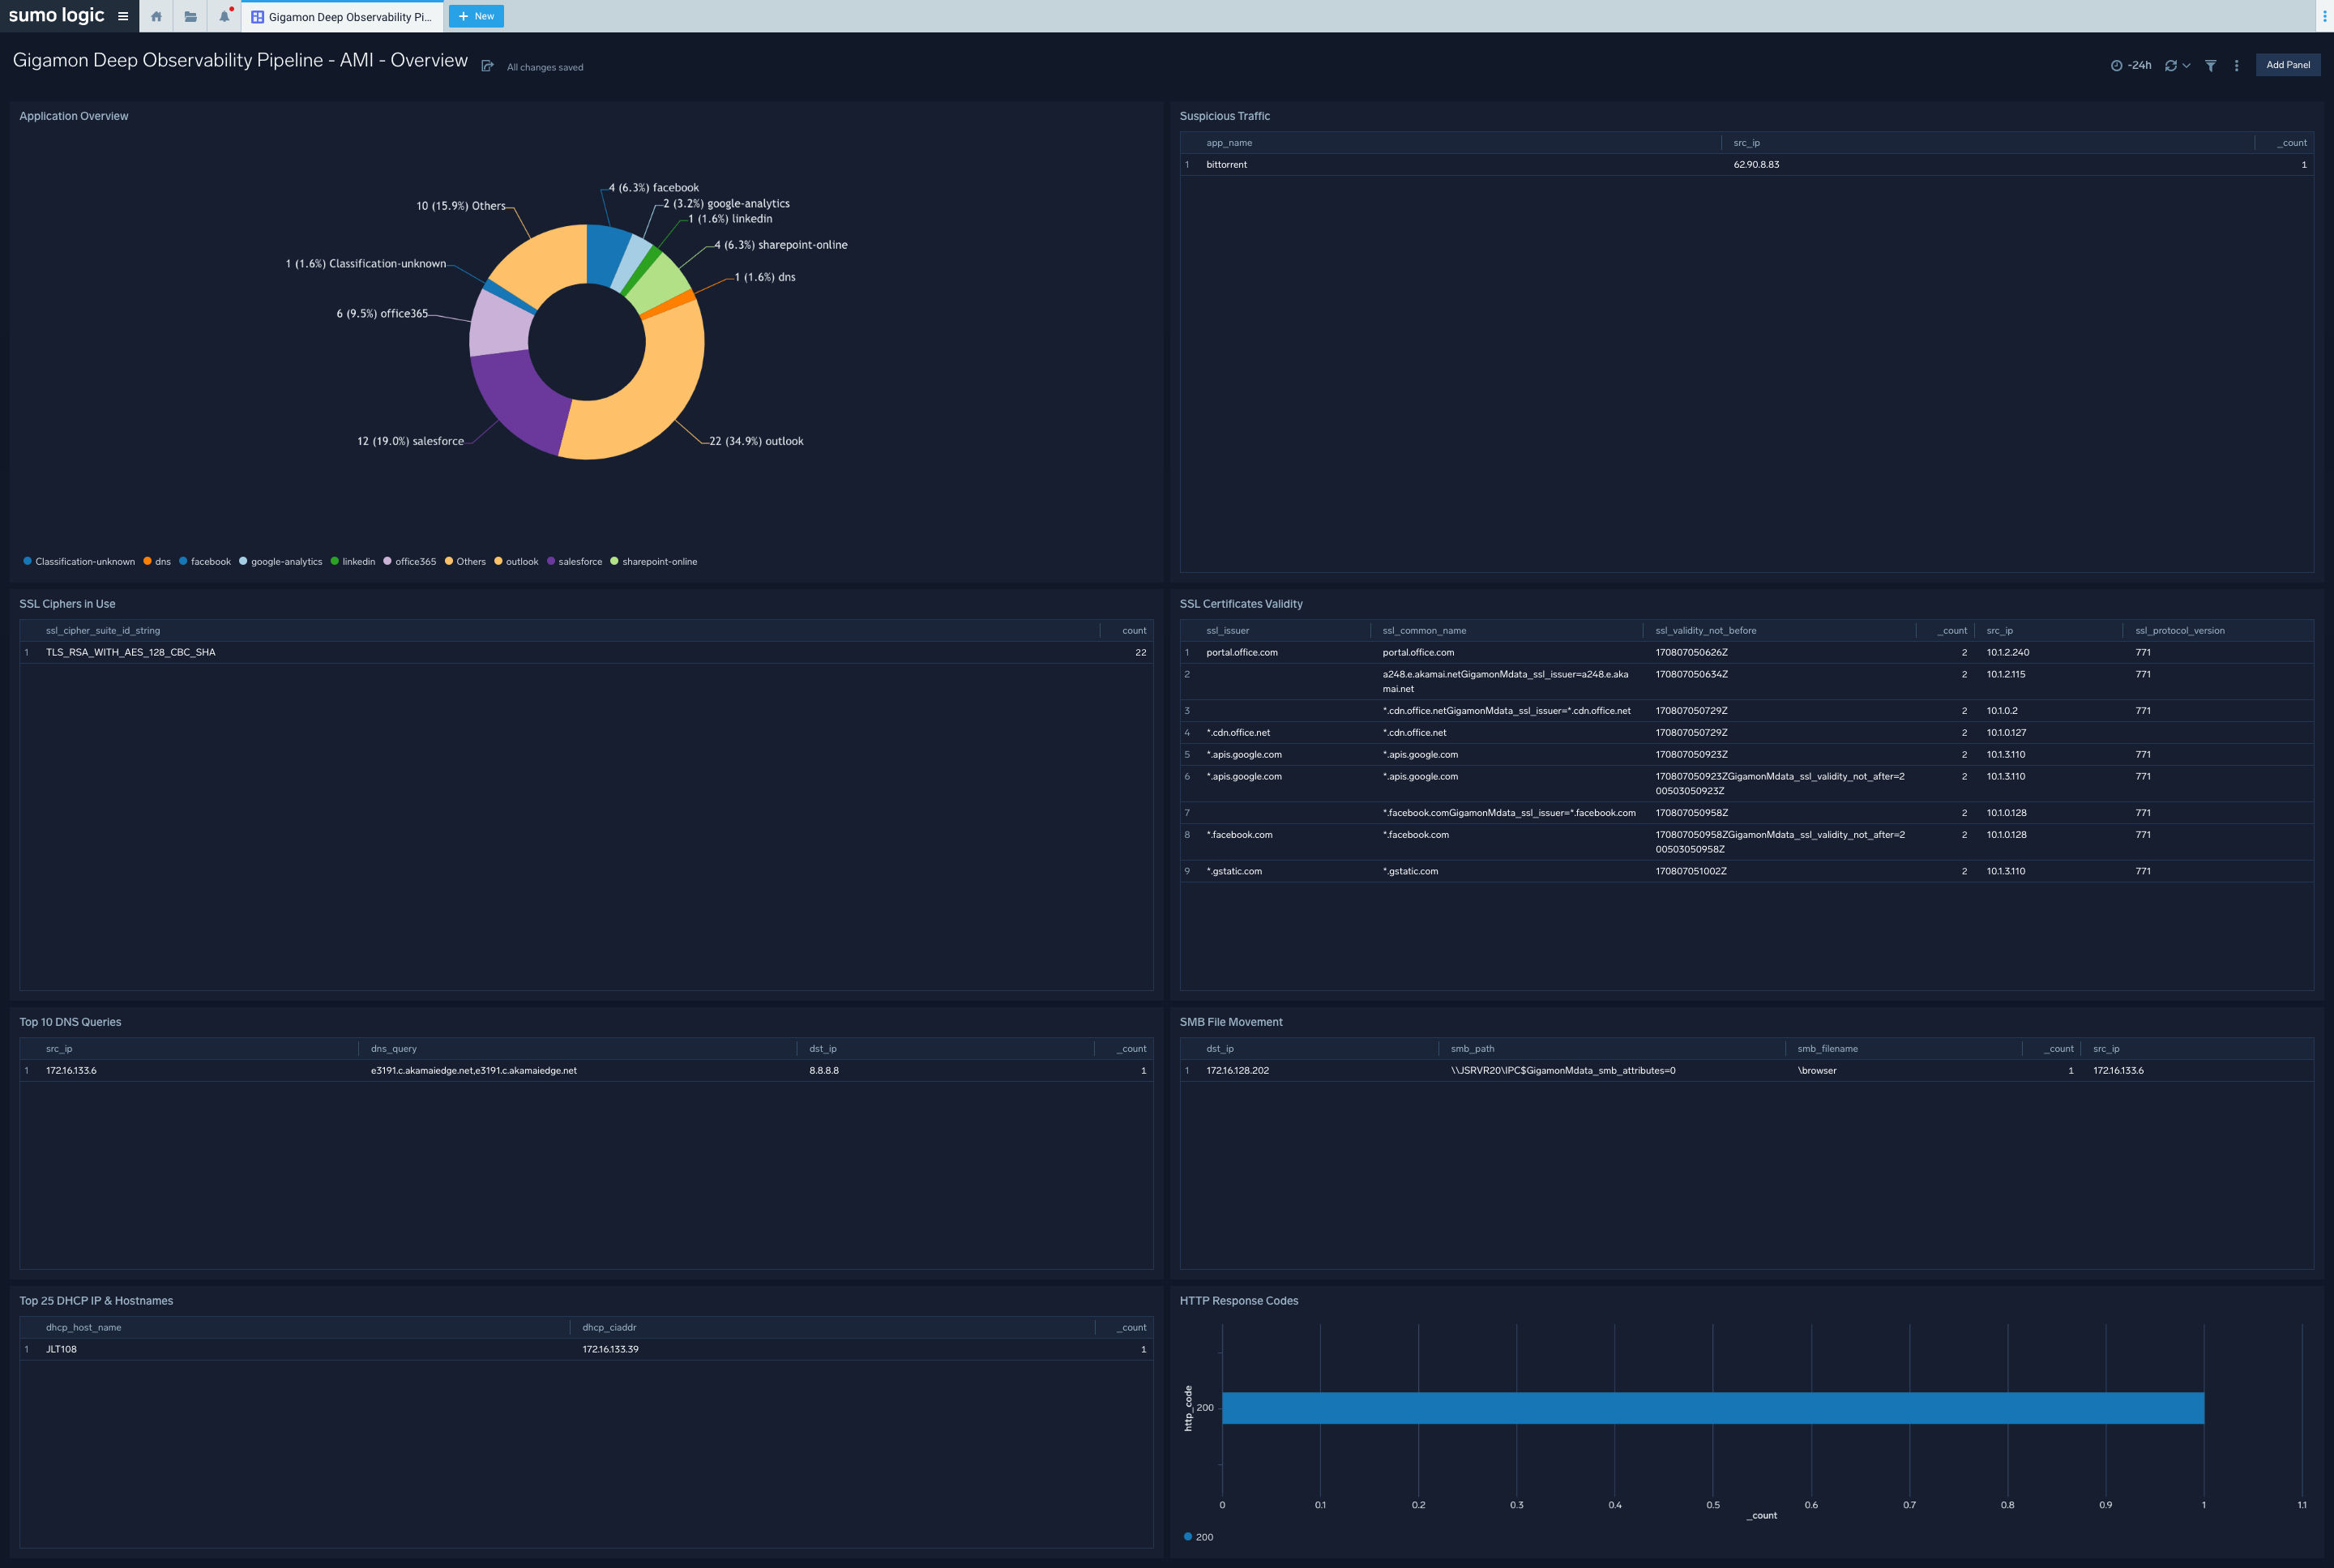 sumo logic
Gigamon Deep Observability Pi...
+ New
Gigamon Deep Observability Pipeline - AMI - Overview
All changes saved
-24h
Add Panel
Application Overview
4 (6.3%) facebook
2 (3.2%) google-analytics
1 (1.6%) linkedin
4 (6.3%) sharepoint-online
1 (1.6%) dns
22 (34.9%) outlook
12 (19.0%) salesforce
6 (9.5%) office365
1 (1.6%) Classification-unknown
10 (15.9%) Others
Classification-unknown dns facebook google-analytics linkedin office365 Others outlook salesforce sharepoint-online
Suspicious Traffic
app_name src_ip _count
1 bittorrent 62.90.8.83 1
SSL Ciphers in Use
ssl_cipher_suite_id_string count
1 TLS_RSA_WITH_AES_128_CBC_SHA 22
SSL Certificates Validity
ssl_issuer ssl_common_name ssl_validity_not_before _count src_ip ssl_protocol_version
1 portal.office.com portal.office.com 170807050626Z 2 10.1.2.240 771
2 a248.e.akamai.netGigamonMdata_ssl_issuer=a248.e.aka 170807050634Z 2 10.1.2.115 771
mai.net
3 *.cdn.office.netGigamonMdata_ssl_issuer=*.cdn.office.net 170807050729Z 2 10.1.0.2 771
4 *.cdn.office.net *.cdn.office.net 170807050729Z 2 10.1.0.127
5 *.apis.google.com *.apis.google.com 170807050923Z 2 10.1.3.110 771
6 *.apis.google.com *.apis.google.com 170807050923ZGigamonMdata_ssl_validity_not_after=2 2 10.1.3.110 771
00503050923Z
7 *.facebook.comGigamonMdata_ssl_issuer=*.facebook.com 170807050958Z 2 10.1.0.128 771
8 *.facebook.com *.facebook.com 170807050958ZGigamonMdata_ssl_validity_not_after=2 2 10.1.0.128 771
00503050958Z
9 *.gstatic.com *.gstatic.com 170807051002Z 2 10.1.3.110 771
Top 10 DNS Queries
src_ip dns_query dst_ip _count
1 172.16.133.6 e3191.c.akamaiedge.net,e3191.c.akamaiedge.net 8.8.8.8 1
SMB File Movement
dst_ip smb_path smb_filename _count src_ip
1 172.16.128.202 \\JSRVR20\IPC$GigamonMdata_smb_attributes=0 \browser 1 172.16.133.6
Top 25 DHCP IP & Hostnames
dhcp_host_name dhcp_ciaddr _count
1 JLT108 172.16.133.39 1
HTTP Response Codes
http_code
200
0 0.1 0.2 0.3 0.4 0.5 0.6 0.7 0.8 0.9 1 1.1
_count
200